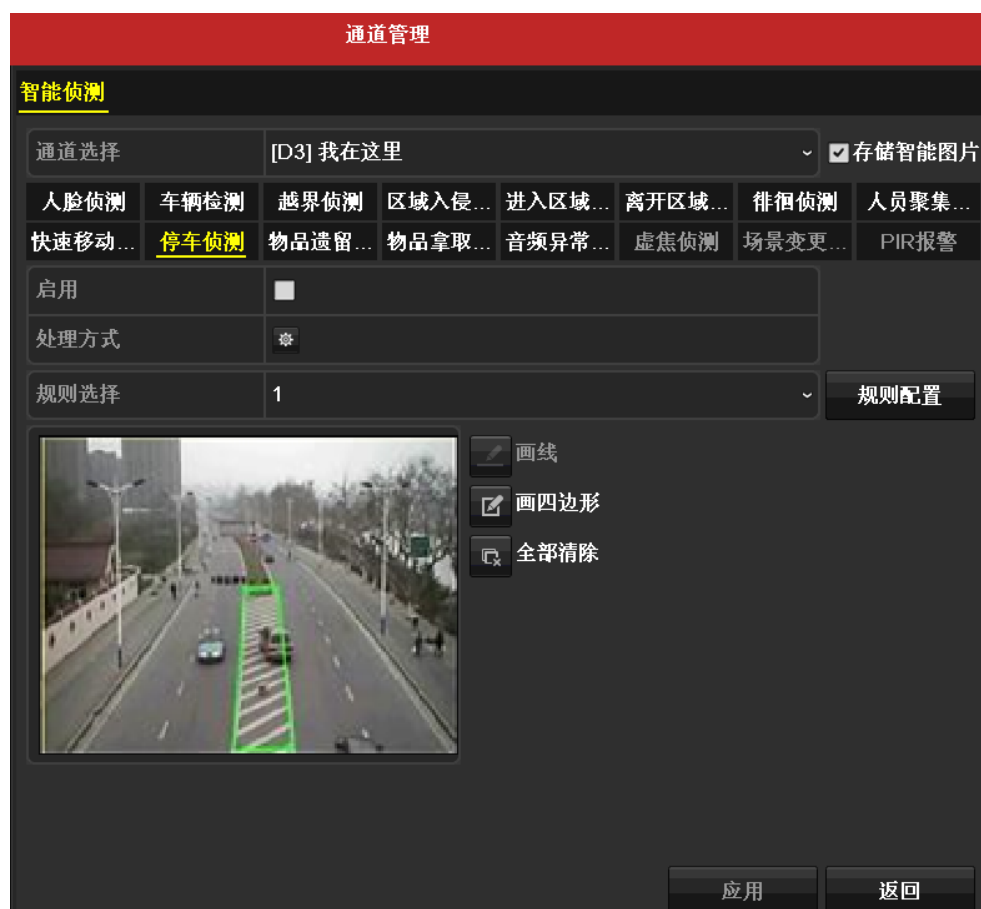 通道管理
智能侦测
通道选择 [D3] 我在这里 存储智能图片
人脸侦测 车辆检测 越界侦测 区域入侵... 进入区域... 离开区域... 徘徊侦测 人员聚集...
快速移动... 停车侦测 物品遗留... 物品拿取... 音频异常... 虚焦侦测 场景变更... PIR报警
启用
处理方式
规则选择 1 规则配置
画线
画四边形
全部清除
应用 返回